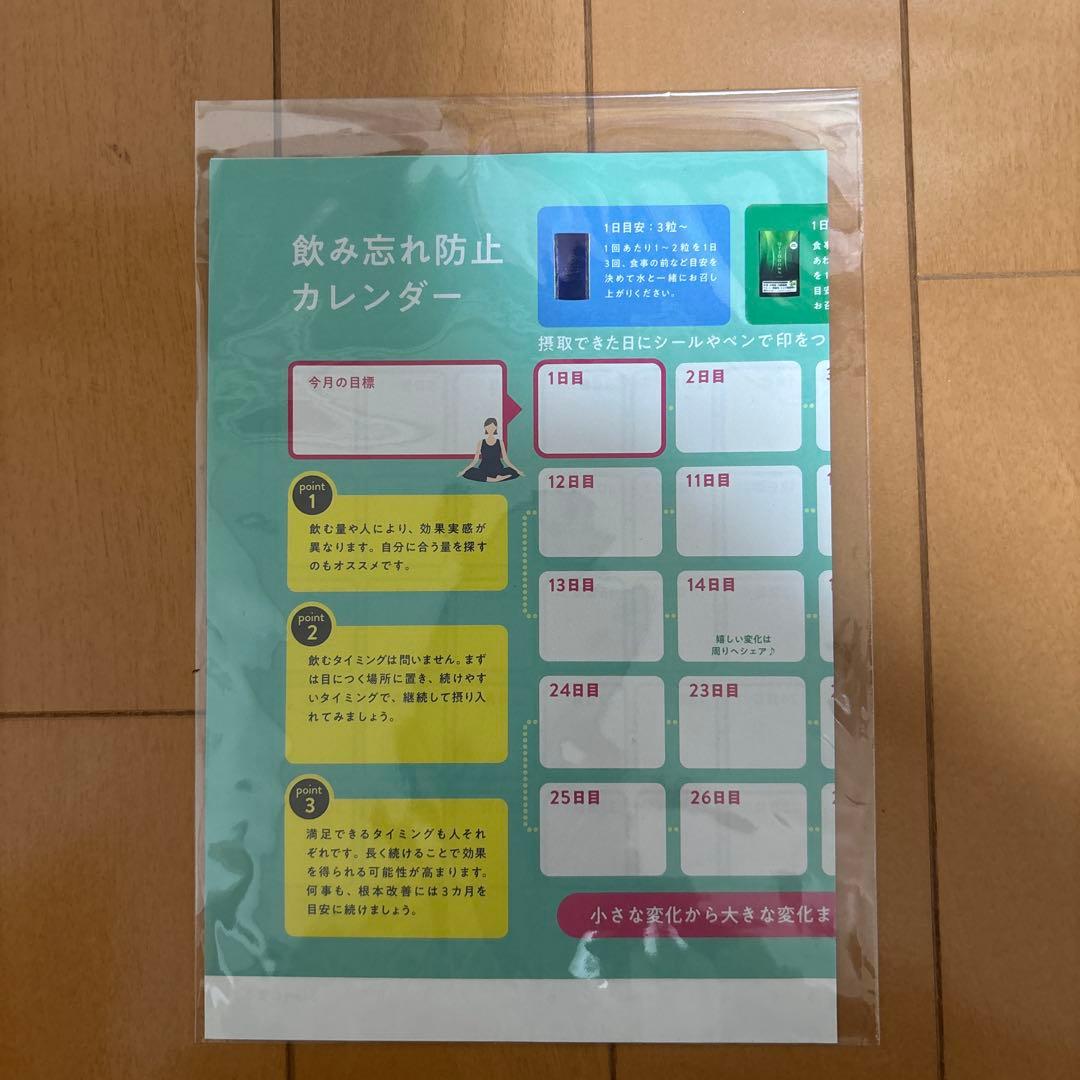 飲み忘れ防止
カレンダー
1日目安：3粒～
1回あたり1～2粒を1日
3回、食事の前など目安を
決めて水と一緒にお召し
上がりください。
1日
食事
あわ
を1
目安
お召
摂取できた日にシールやペンで印をつ
今月の目標
1日目
2日目
12日目
11日目
13日目
14日目
嬉しい変化は
周りへシェア♪
24日目
23日目
25日目
26日目
point
1
飲む量や人により、効果実感が
異なります。自分に合う量を探す
のもオススメです。
point
2
飲むタイミングは問いません。まず
は目につく場所に置き、続けやす
いタイミングで、継続して摂り入
れてみましょう。
point
3
満足できるタイミングも人それ
ぞれです。長く続けることで効果
を得られる可能性が高まります。
何事も、根本改善には3カ月を
目安に続けましょう。
小さな変化から大きな変化ま